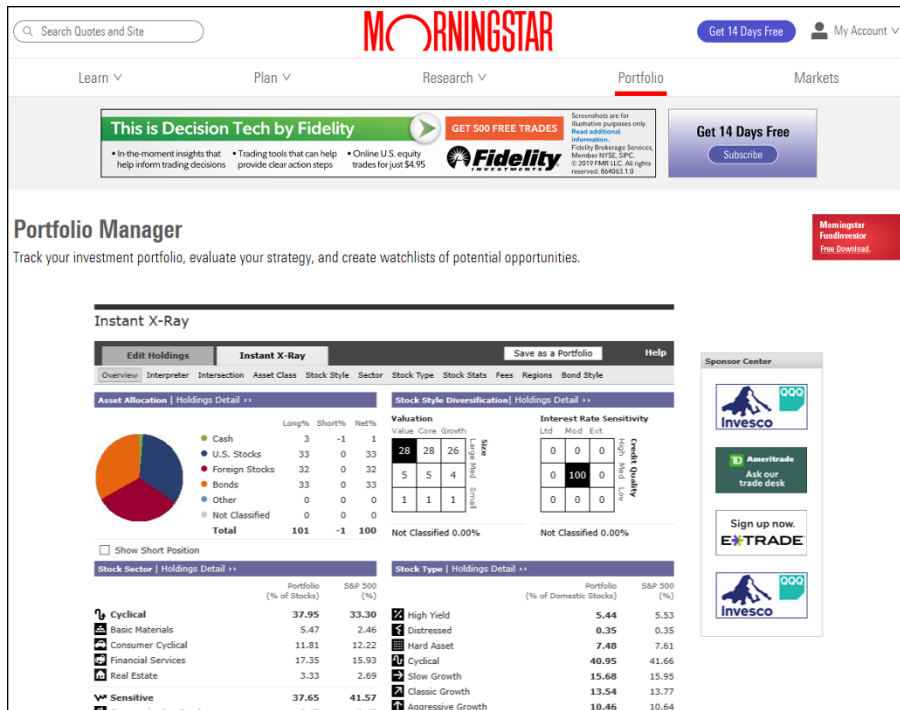 Search Quotes and Site
MORNINGSTAR
Get 14 Days Free
My Account
Learn
Plan
Research
Portfolio
Markets
This is Decision Tech by Fidelity
• In-the-moment insights that help inform trading decisions
• Trading tools that can help provide clear action steps
• Online U.S. equity trades for just $4.95
GET 500 FREE TRADES
Fidelity
INVESTMENTS
Screenshots are for
illustrative purposes only.
Read additional
information.
Fidelity Brokerage Services,
Member NYSE, SIPC.
© 2019 FMR LLC. All rights
reserved. 864063.1.0
Get 14 Days Free
Subscribe
Portfolio Manager
Track your investment portfolio, evaluate your strategy, and create watchlists of potential opportunities.
Morningstar
FundInvestor
Free Download.
Instant X-Ray
Edit Holdings
Instant X-Ray
Save as a Portfolio
Help
Overview Interpreter Intersection Asset Class Stock Style Sector Stock Type Stock Stats Fees Regions Bond Style
Asset Allocation | Holdings Detail ››
Long% Short% Net%
Cash 3 -1 1
U.S. Stocks 33 0 33
Foreign Stocks 32 0 32
Bonds 33 0 33
Other 0 0 0
Not Classified 0 0 0
Total 101 -1 100
Show Short Position
Stock Style Diversification| Holdings Detail ››
Valuation
Value Core Growth
28 28 26
5 5 4
1 1 1
Size
Large Med Small
Not Classified 0.00%
Interest Rate Sensitivity
Ltd Mod Ext
0 0 0
0 100 0
0 0 0
High Med Low
Credit Quality
Not Classified 0.00%
Stock Sector | Holdings Detail ››
Portfolio S&P 500
(% of Stocks) (%)
Cyclical 37.95 33.30
Basic Materials 5.47 2.46
Consumer Cyclical 11.81 12.22
Financial Services 17.35 15.93
Real Estate 3.33 2.69
Sensitive 37.65 41.57
Stock Type | Holdings Detail ››
Portfolio S&P 500
(% of Domestic Stocks) (%)
High Yield 5.44 5.53
Distressed 0.35 0.35
Hard Asset 7.48 7.61
Cyclical 40.95 41.66
Slow Growth 15.68 15.95
Classic Growth 13.54 13.77
Aggressive Growth 10.46 10.64
Sponsor Center
QQQ
Invesco
TD Ameritrade
Ask our
trade desk
Sign up now.
E*TRADE
QQQ
Invesco